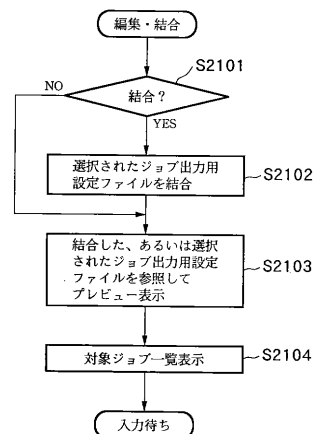 編集・結合
S2101
NO
結合？
YES
選択されたジョブ出力用
設定ファイルを結合
S2102
結合した、あるいは選択
されたジョブ出力用設定
ファイルを参照して
プレビュー表示
S2103
対象ジョブ一覧表示
S2104
入力待ち